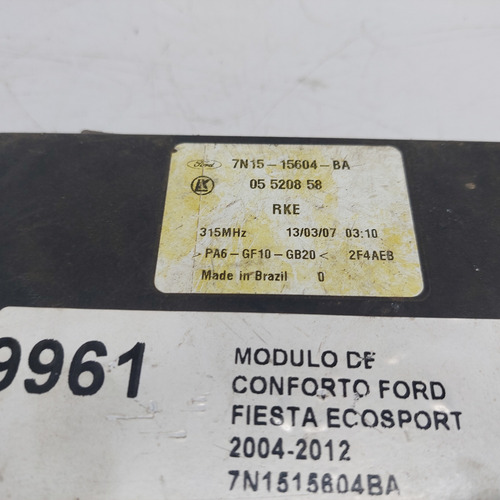 Ford 7N15-15604-BA
05 5208 58
RKE
315MHz 13/03/07 03:10
>PA6-GF10-GB20< 2F4AEB
Made in Brazil 0
9961
MODULO DE
CONFORTO FORD
FIESTA ECOSPORT
2004-2012
7N1515604BA